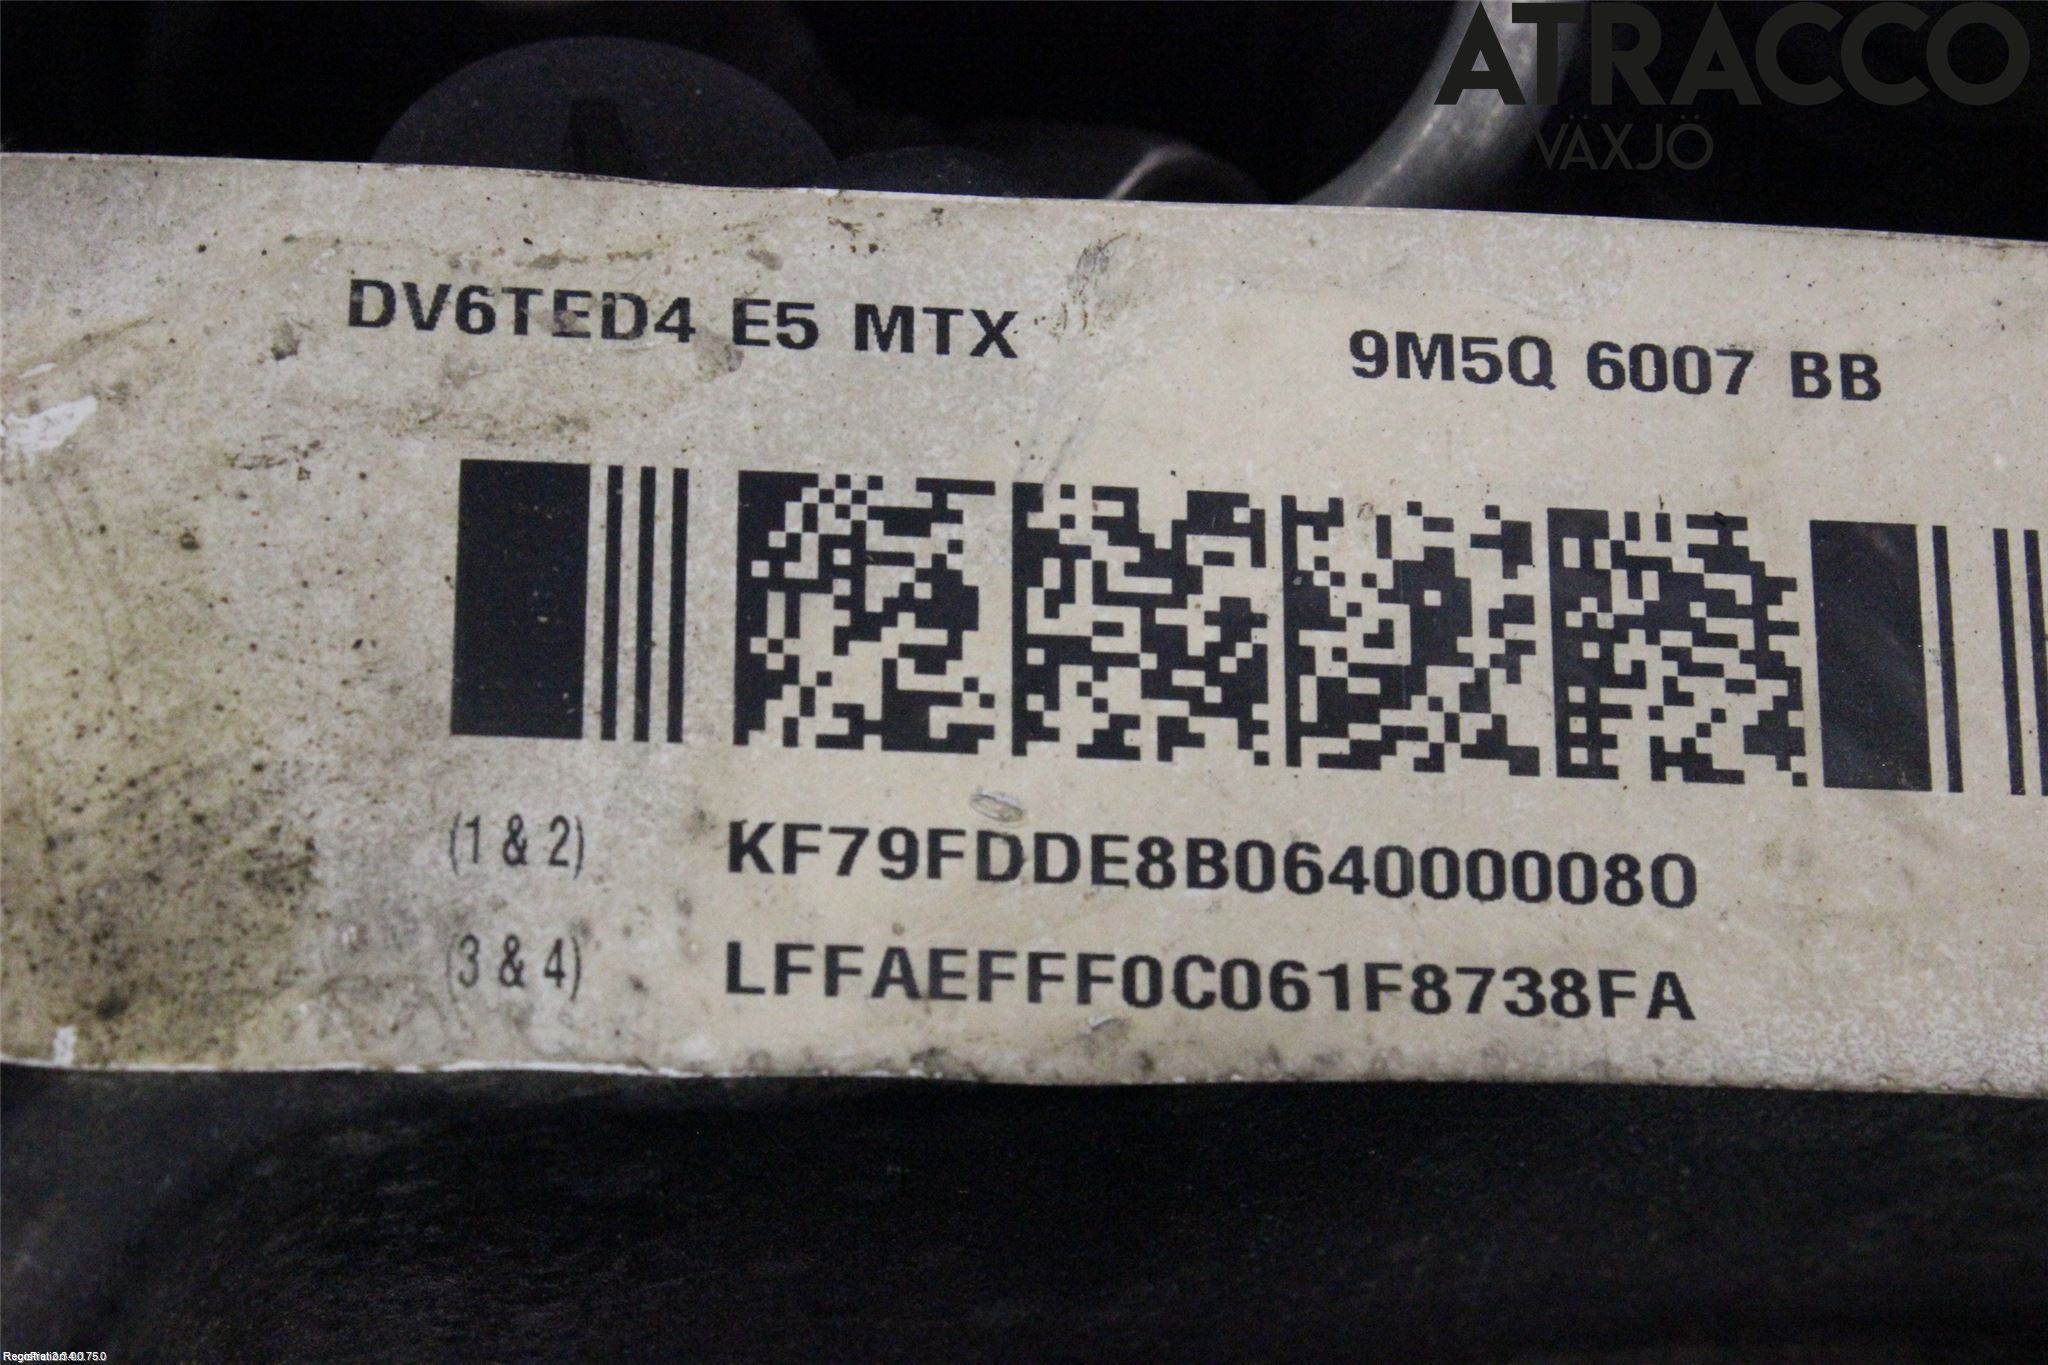 ATRACCO
VÄXJÖ
DV6TED4 E5 MTX
9M5Q 6007 BB
(1 & 2) KF79FDDE8B0640000080
(3 & 4) LFFAEFFF0C061F8738FA